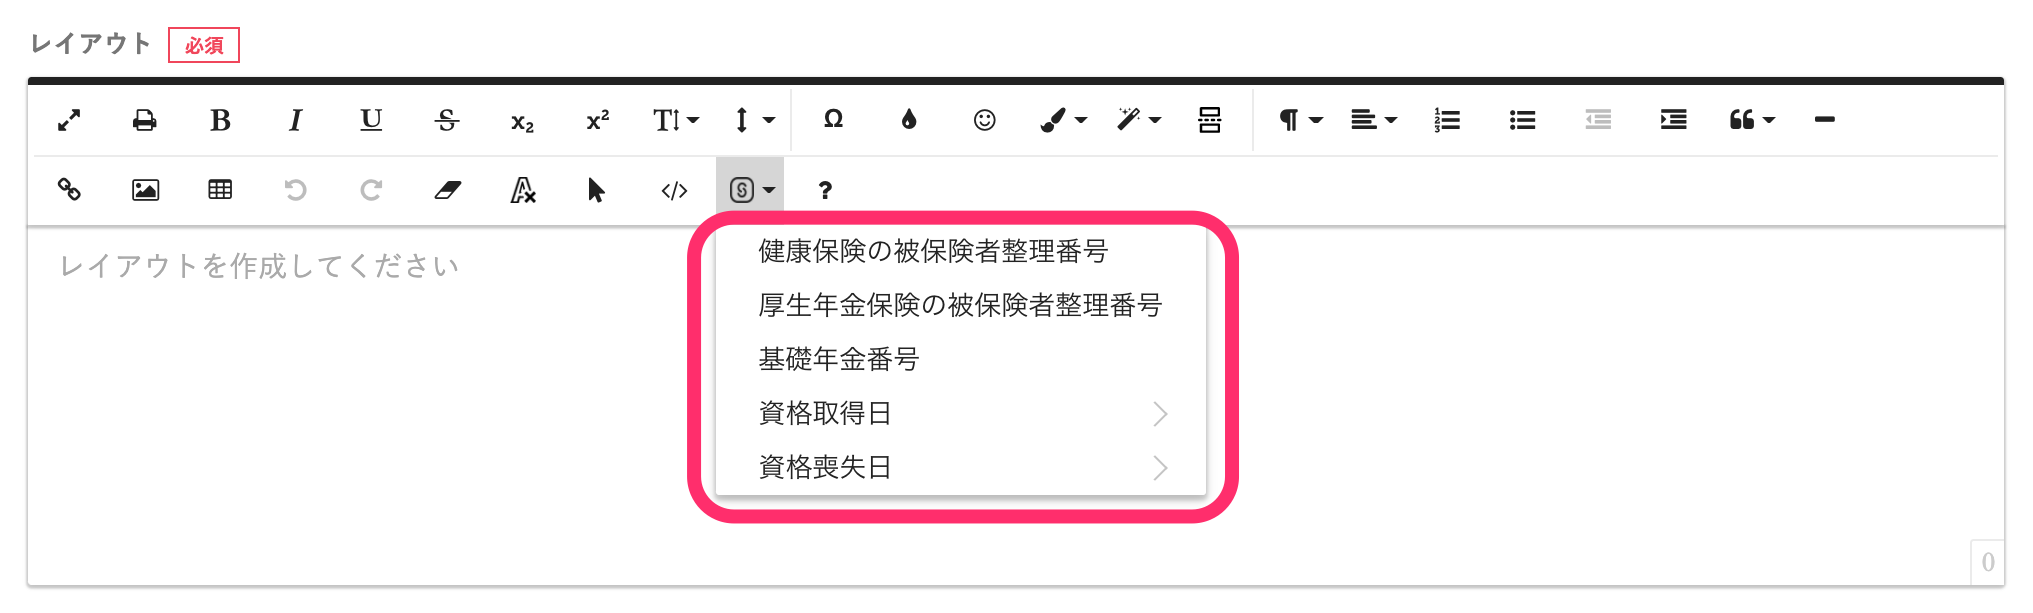 レイアウト 必須
健康保険の被保険者整理番号
レイアウトを作成してください
厚生年金保険の被保険者整理番号
基礎年金番号
資格取得日
資格喪失日
0